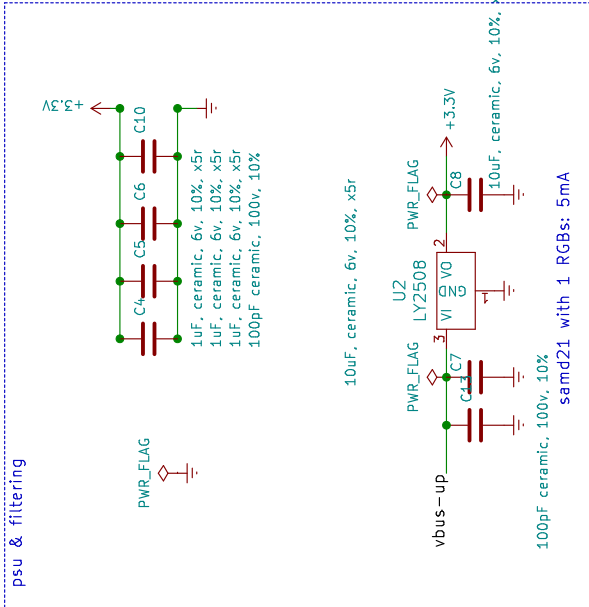 psu & filtering
+3.3V
PWR_FLAG
C4
C5
C6
C10
1uF, ceramic, 6v, 10%, x5r
1uF, ceramic, 6v, 10%, x5r
1uF, ceramic, 6v, 10%, x5r
100pF ceramic, 100v, 10%
10uF, ceramic, 6v, 10%, x5r
U2
LY2508
PWR_FLAG
PWR_FLAG
vbus-up
3
VI
GND
VO
2
1
+3.3V
C7
C8
C13
10uF, ceramic, 6v, 10%,
100pF ceramic, 100v, 10%
samd21 with 1 RGBs: 5mA